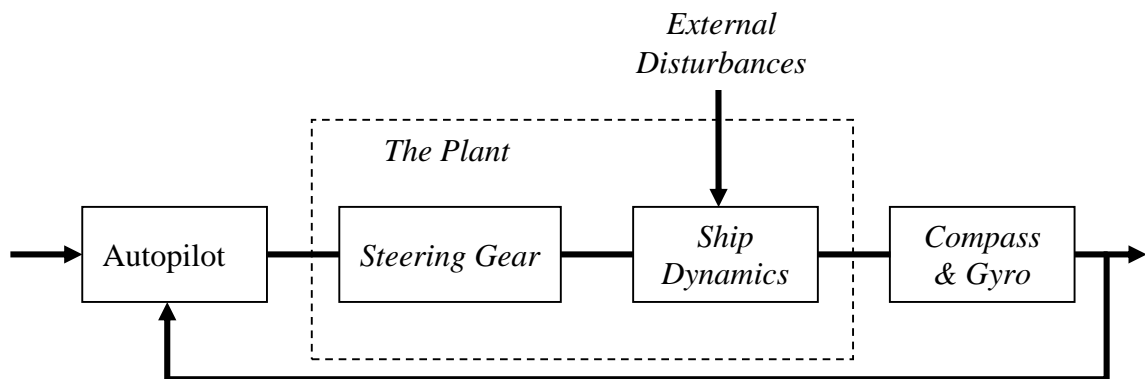 External
Disturbances
The Plant
Autopilot
Steering Gear
Ship
Dynamics
Compass
& Gyro